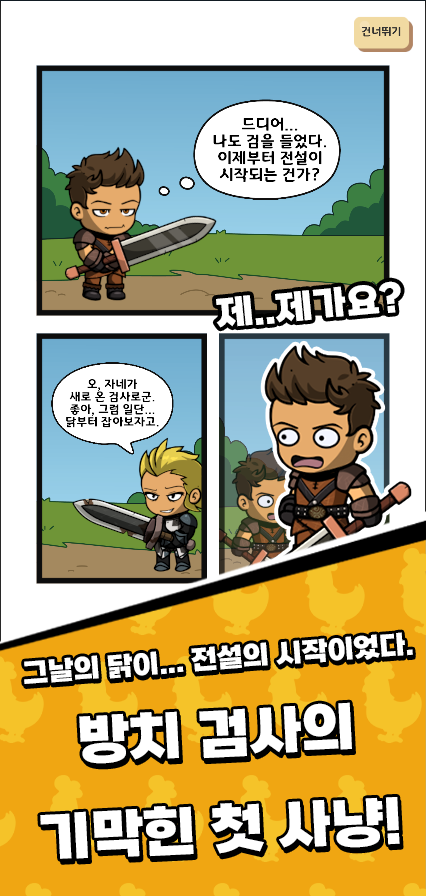 건너뛰기
드디어...
나도 검을 들었다.
이제부터 전설이
시작되는 건가?
제..제가요?
오, 자네가
새로 온 검사로군.
좋아, 그럼 일단...
닭부터 잡아보자고.
그날의 닭이... 전설의 시작이었다.
방치 검사의
기막힌 첫 사냥!